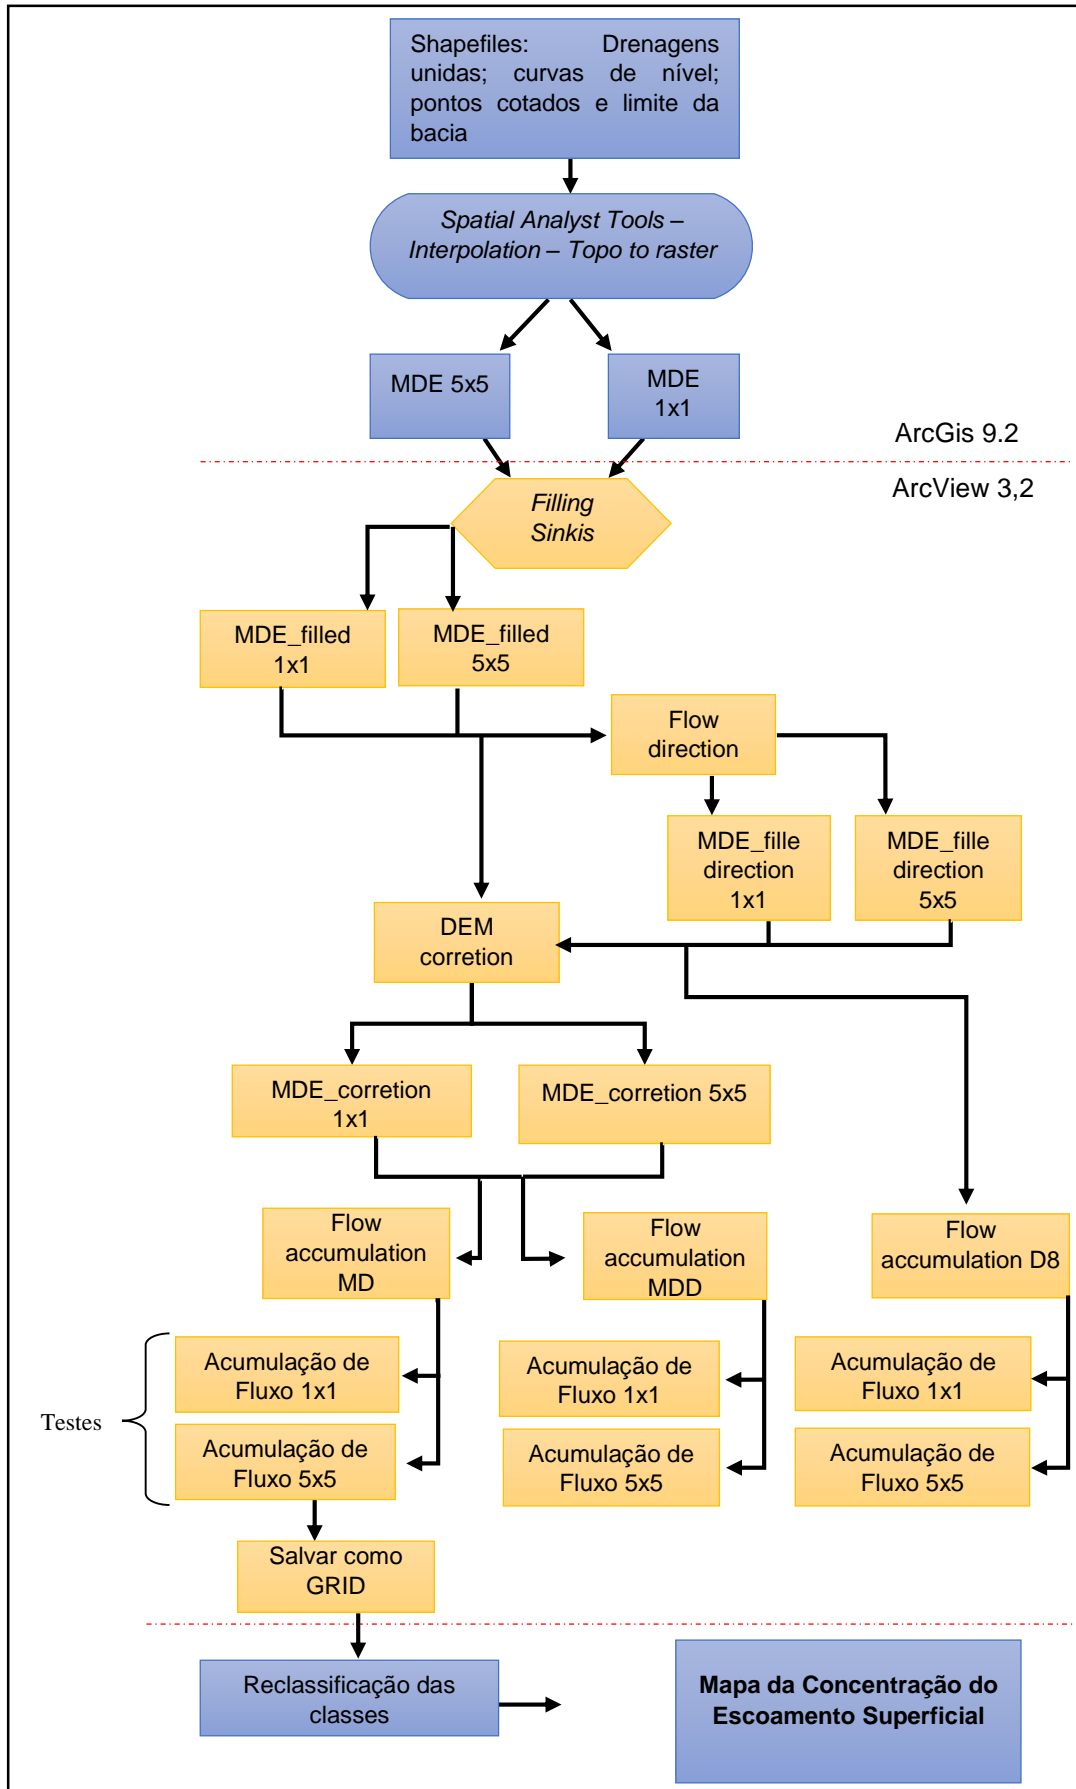 Shapefiles: Drenagens
unidas; curvas de nível;
pontos cotados e limite da
bacia
Spatial Analyst Tools –
Interpolation – Topo to raster
MDE 5x5
MDE
1x1
ArcGis 9.2
ArcView 3,2
Filling
Sinkis
MDE_filled
1x1
MDE_filled
5x5
Flow
direction
MDE_fille
direction
1x1
MDE_fille
direction
5x5
DEM
corretion
MDE_corretion
1x1
MDE_corretion 5x5
Flow
accumulation
MD
Flow
accumulation
MDD
Flow
accumulation D8
Testes
Acumulação de
Fluxo 1x1
Acumulação de
Fluxo 1x1
Acumulação de
Fluxo 1x1
Acumulação de
Fluxo 5x5
Acumulação de
Fluxo 5x5
Acumulação de
Fluxo 5x5
Salvar como
GRID
Reclassificação das
classes
Mapa da Concentração do
Escoamento Superficial